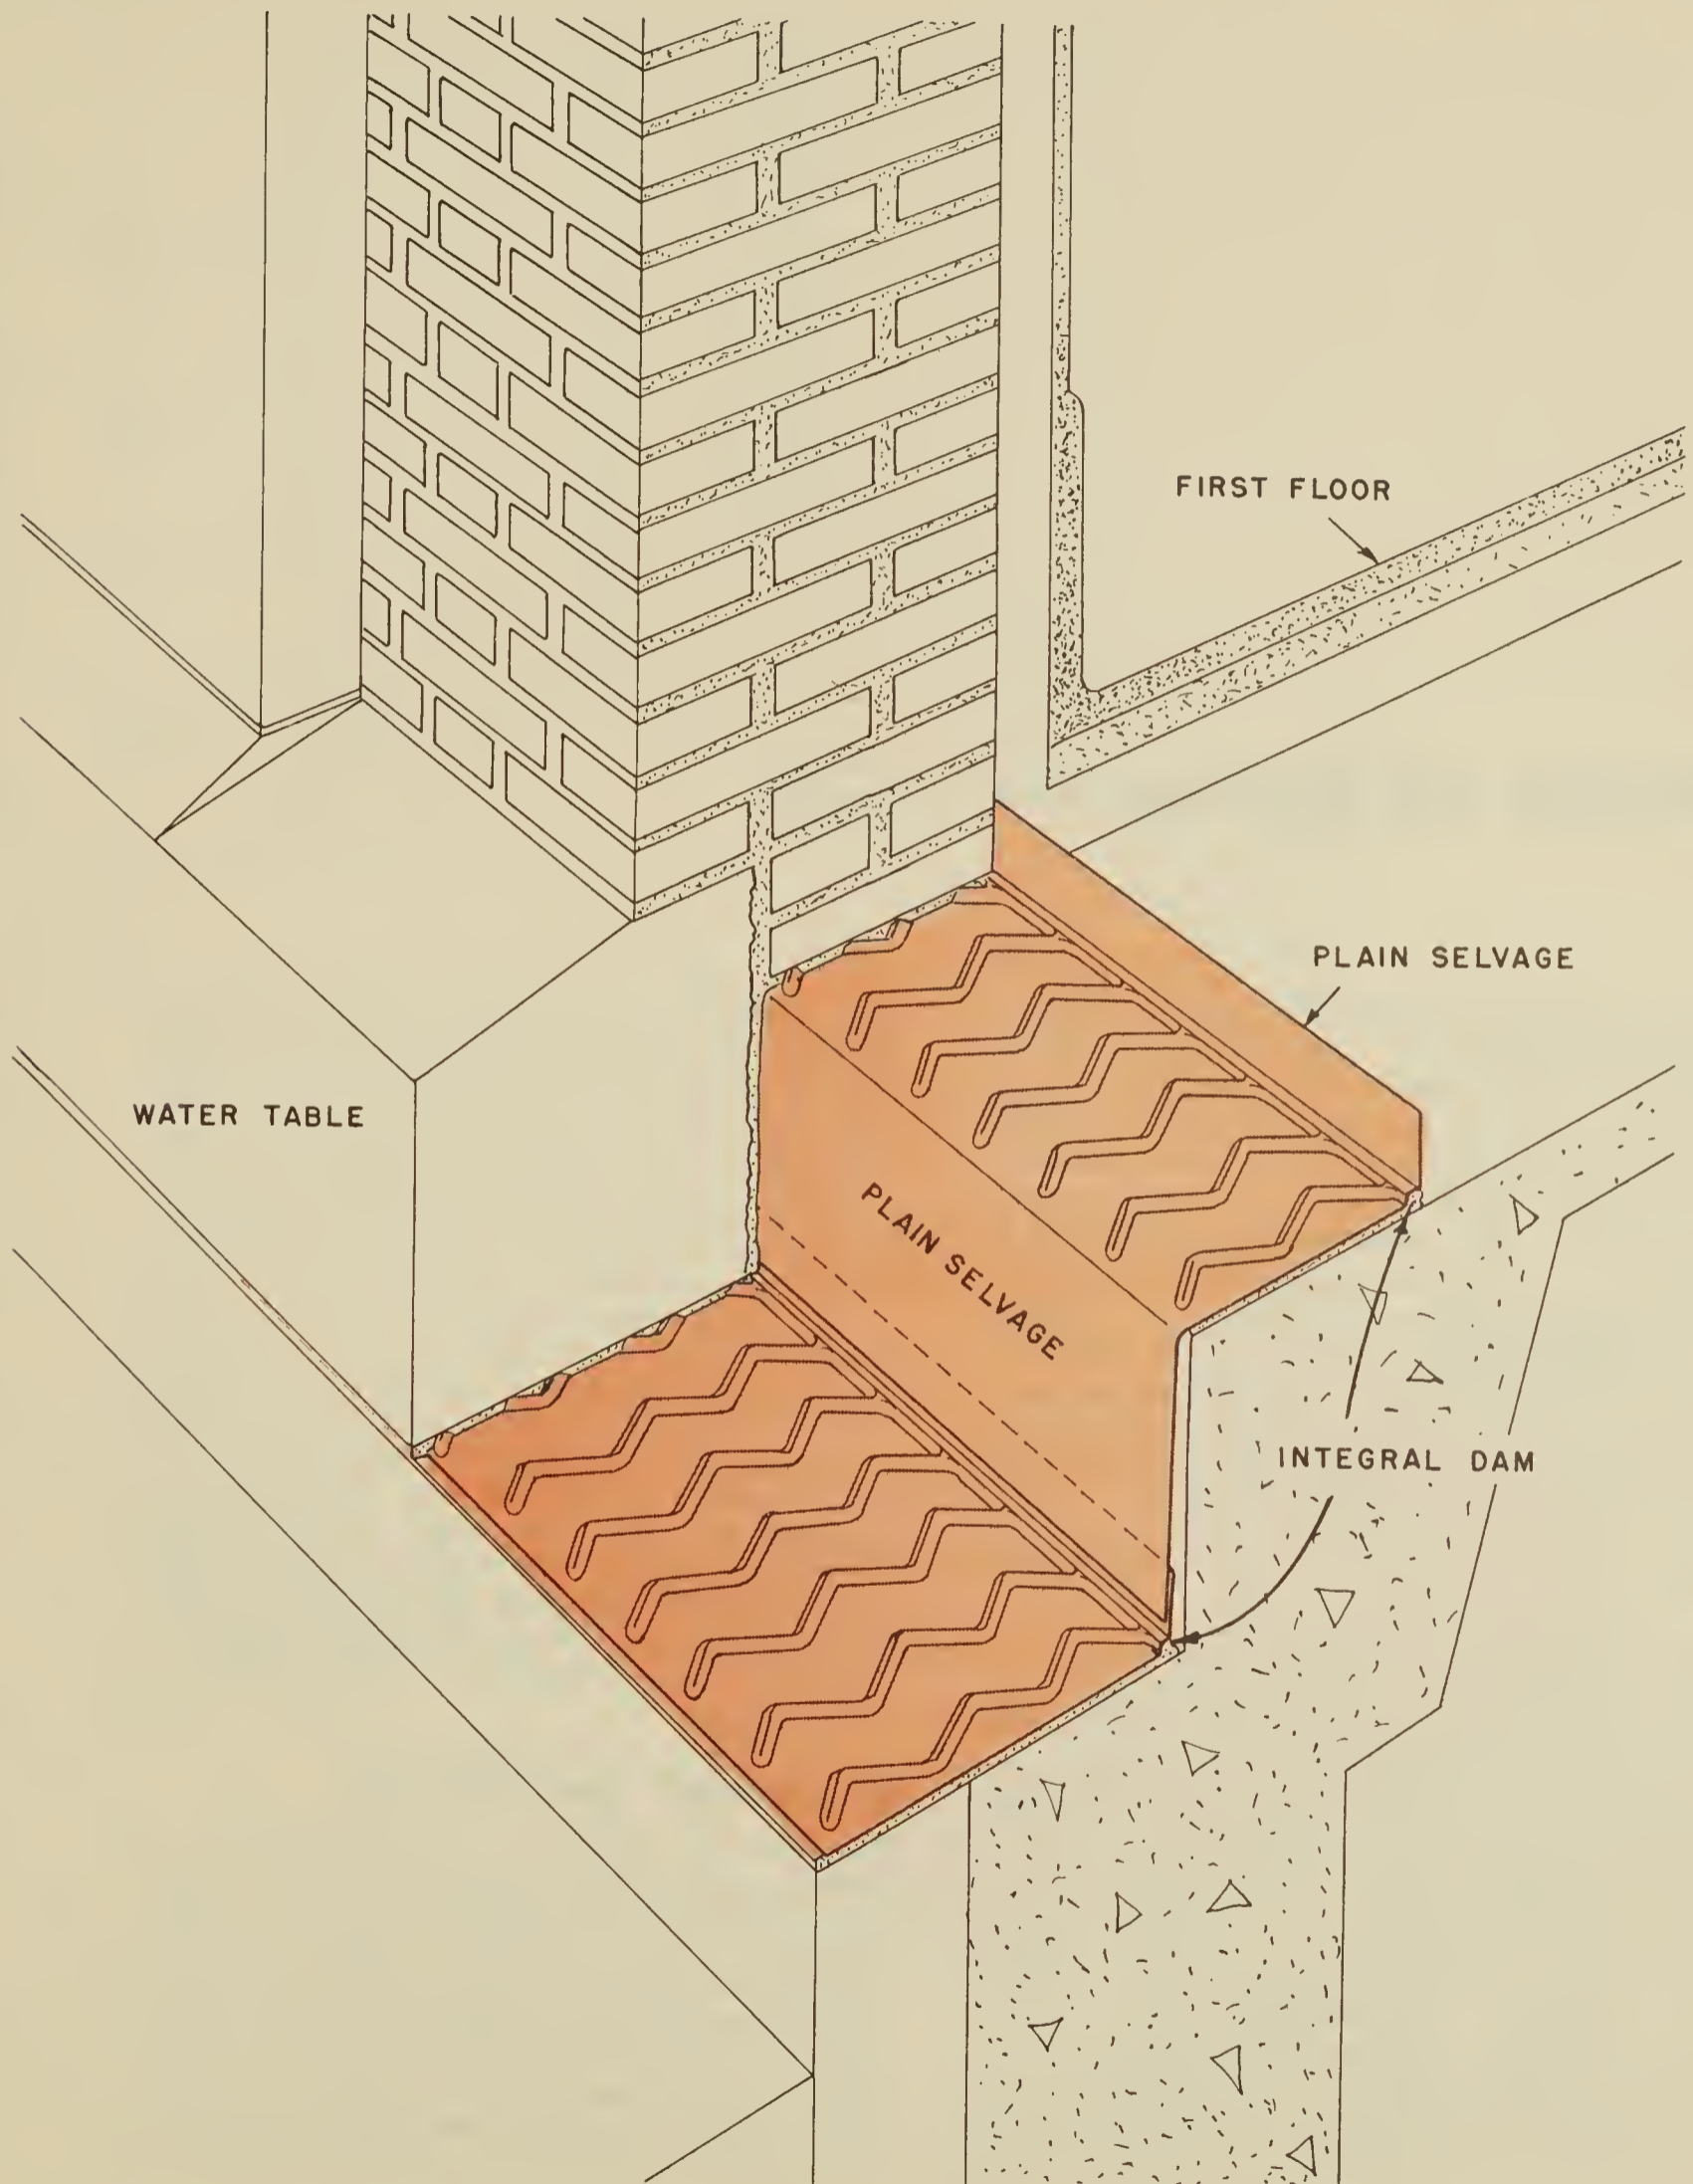 FIRST FLOOR
PLAIN SELVAGE
WATER TABLE
PLAIN SELVAGE
INTEGRAL DAM